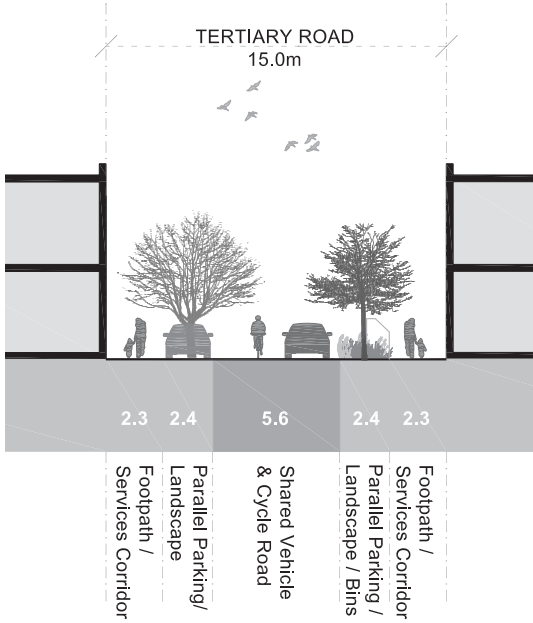 TERTIARY ROAD
15.0m
2.3
2.4
5.6
2.4
2.3
Footpath /
Services Corridor
Parallel Parking/
Landscape
Shared Vehicle
& Cycle Road
Parallel Parking /
Landscape / Bins
Footpath /
Services Corridor